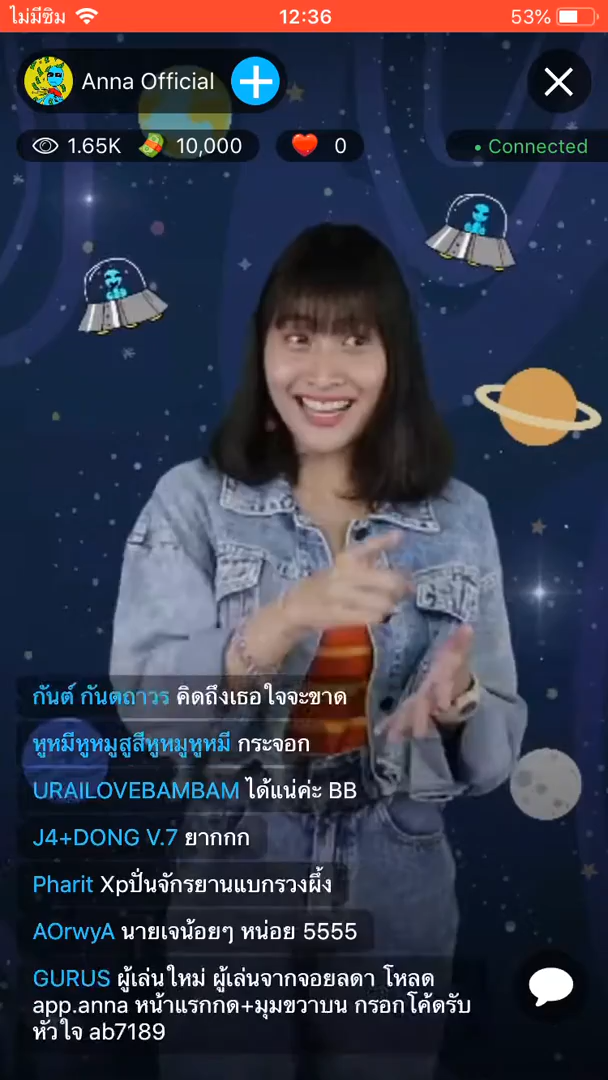 ไม่มีซิม 12:36 53%
Anna Official
1.65K 10,000 0 • Connected
กันต์ กันตถาวร คิดถึงเธอใจจะขาด
หูหมีหูหมูสูสีหูหมูหูหมี กระจอก
URAILOVEBAMBAM ได้แน่ค่ะ BB
J4+DONG V.7 ยากกก
Pharit Xpปั่นจักรยานแบกรวงผึ้ง
AOrwyA นายเจน้อยๆ หน่อย 5555
GURUS ผู้เล่นใหม่ ผู้เล่นจากจอยลดา โหลด
app.anna หน้าแรกกด+มุมขวาบน กรอกโค้ดรับ
หัวใจ ab7189